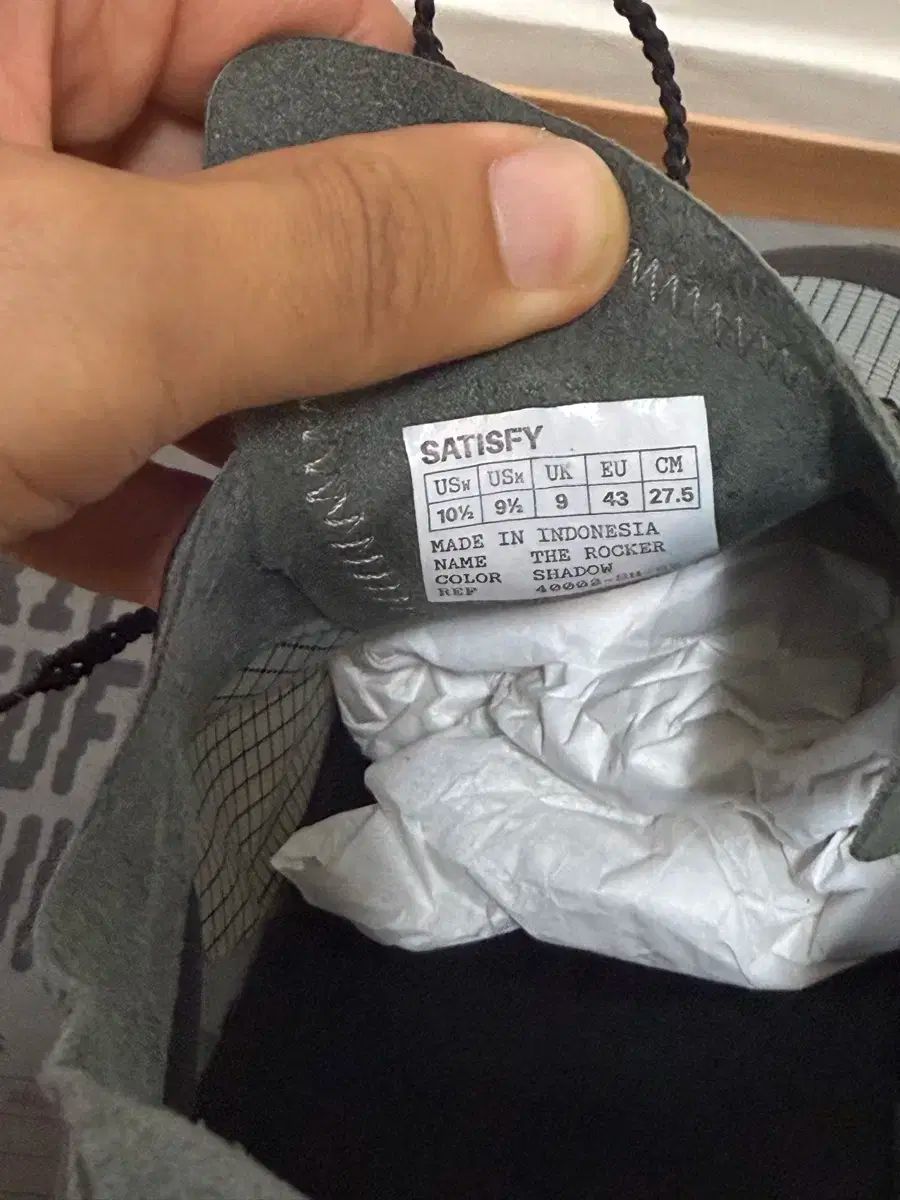 SATISFY
USW USM UK EU CM
10½ 9½ 9 43 27.5
MADE IN INDONESIA
NAME THE ROCKER
COLOR SHADOW
REF